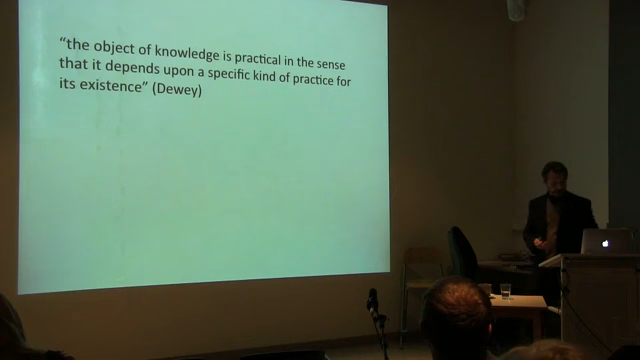 “the object of knowledge is practical in the sense
that it depends upon a specific kind of practice for
its existence” (Dewey)